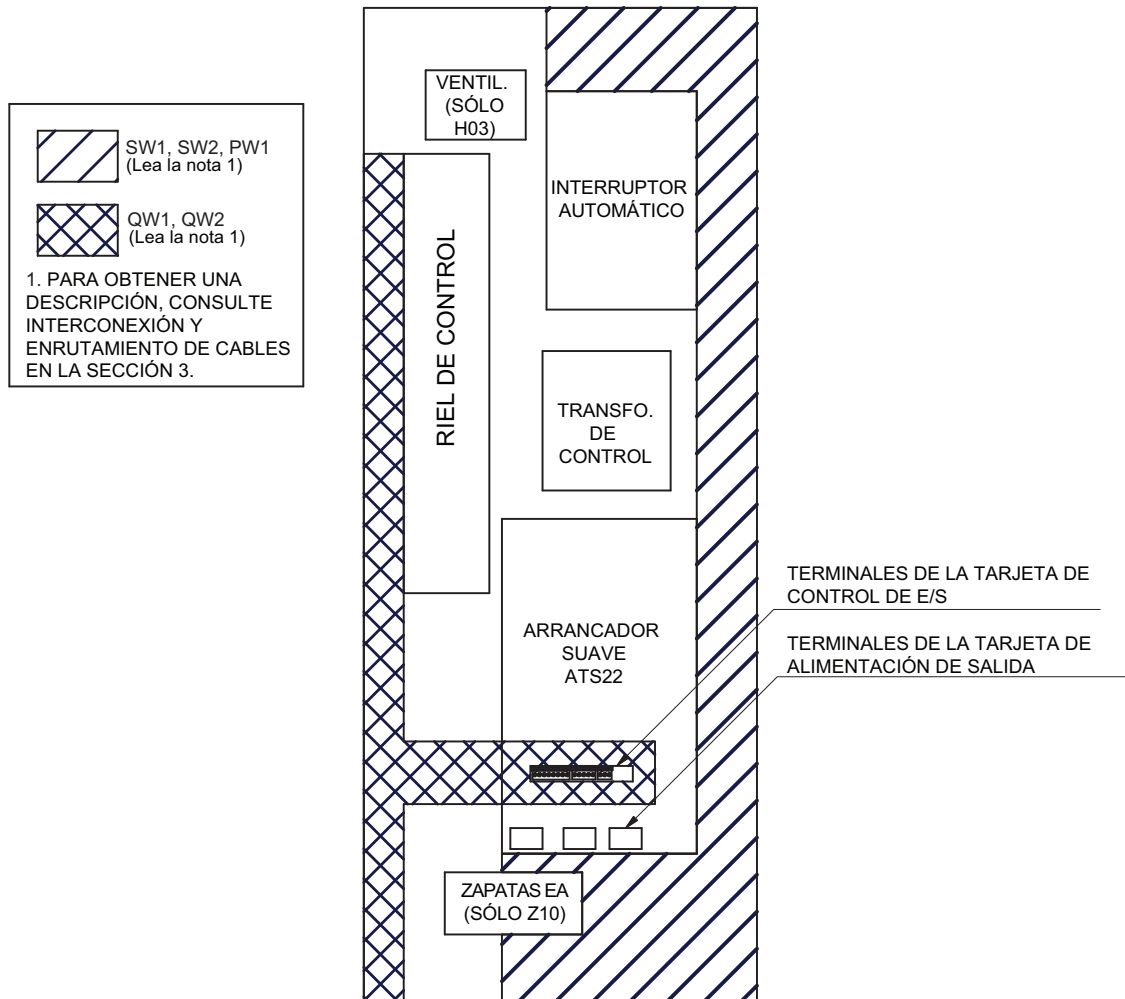 VENTIL.
(SÓLO
H03)
SW1, SW2, PW1
(Lea la nota 1)
QW1, QW2
(Lea la nota 1)
1. PARA OBTENER UNA
DESCRIPCIÓN, CONSULTE
INTERCONEXIÓN Y
ENRUTAMIENTO DE CABLES
EN LA SECCIÓN 3.
RIEL DE CONTROL
INTERRUPTOR
AUTOMÁTICO
TRANSFO.
DE
CONTROL
ARRANCADOR
SUAVE
ATS22
TERMINALES DE LA TARJETA DE
CONTROL DE E/S
TERMINALES DE LA TARJETA DE
ALIMENTACIÓN DE SALIDA
ZAPATAS EA
(SÓLO Z10)